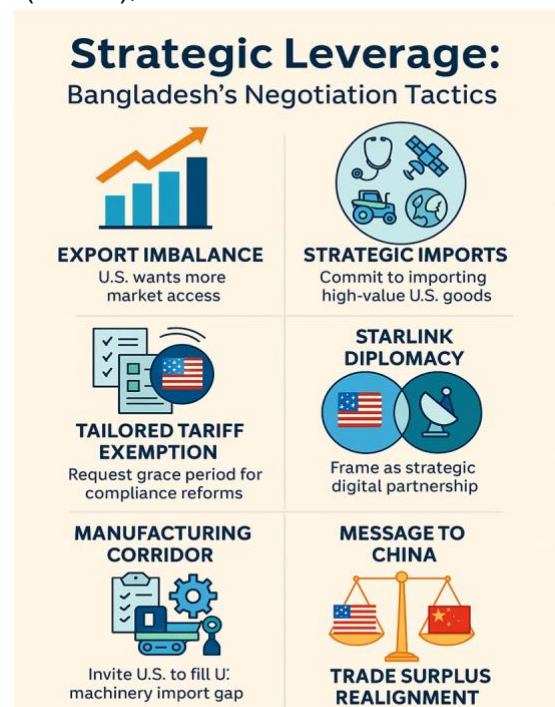 Strategic Leverage:
Bangladesh's Negotiation Tactics
EXPORT IMBALANCE
U.S. wants more
market access
STRATEGIC IMPORTS
Commit to importing
high-value U.S. goods
TAILORED TARIFF
EXEMPTION
Request grace period for
compliance reforms
STARLINK
DIPLOMACY
Frame as strategic
digital partnership
MANUFACTURING
CORRIDOR
Invite U.S. to fill U:
machinery import gap
MESSAGE TO
CHINA
TRADE SURPLUS
REALIGNMENT